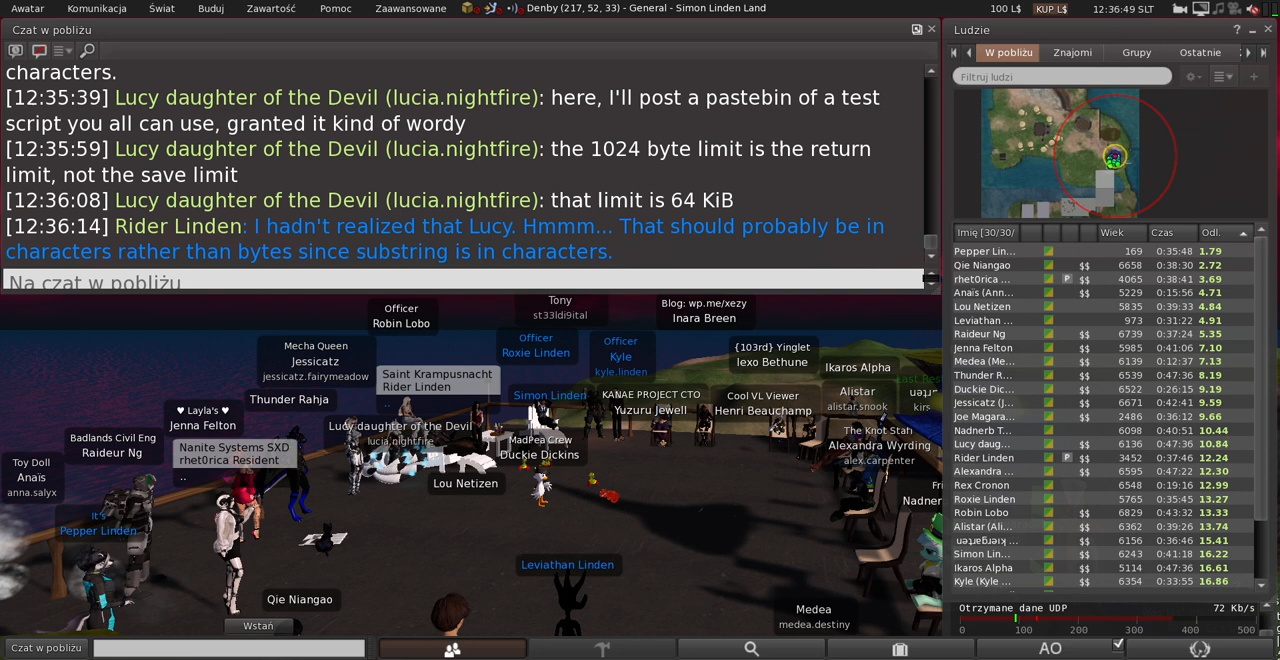 Awatar Komunikacja Świat Buduj Zawartość Pomoc Zaawansowane Denby (217, 52, 33) - General - Simon Linden Land 100 L$ KUP L$ 12:36:49 SLT
Czat w pobliżu
characters.
[12:35:39] Lucy daughter of the Devil (lucia.nightfire): here, I'll post a pastebin of a test
script you all can use, granted it kind of wordy
[12:35:59] Lucy daughter of the Devil (lucia.nightfire): the 1024 byte limit is the return
limit, not the save limit
[12:36:08] Lucy daughter of the Devil (lucia.nightfire): that limit is 64 KiB
[12:36:14] Rider Linden: I hadn't realized that Lucy. Hmmm... That should probably be in
characters rather than bytes since substring is in characters.
Na czat w pobliżu
Officer
Robin Lobo
Tony
st33ldi9ital
Blog: wp.me/xezy
Inara Breen
Mecha Queen
Jessicatz
jessicatz.fairymeadow
Officer
Roxie Linden
Officer
Kyle
kyle.linden
{103rd} Yinglet
Iexo Bethune
Ikaros Alpha
Saint Krampusnacht
Rider Linden
..
Thunder Rahja
Simon Linden
KANAE PROJECT CTO
Yuzuru Jewell
Cool VL Viewer
Henri Beauchamp
Alistar
alistar.snook
kirs
♥ Layla's ♥
Jenna Felton
Lucy daughter of the Devil
lucia.nightfire
MadPea Crew
Duckie Dickins
The Knot Stafi
Alexandra Wyrding
alex.carpenter
Badlands Civil Eng
Raideur Ng
Nanite Systems SXD
rhet0rica Resident
..
Toy Doll
Anaïs
anna.salyx
Lou Netizen
Nadner
It's
Pepper Linden
Leviathan Linden
Qie Niangao
Medea
medea.destiny
Wstań
Czat w pobliżu
AO
Ludzie
W pobliżu Znajomi Grupy Ostatnie
Filtruj ludzi
Imię [30/30/ Wiek Czas Odl.
Pepper Lin... 169 0:35:48 1.79
Qie Niangao $$ 6658 0:38:30 2.72
rhet0rica ... P $$ 4065 0:38:41 3.69
Anaïs (Ann... $$ 5229 0:15:56 4.71
Lou Netizen 5835 0:39:33 4.84
Leviathan ... 973 0:31:22 4.91
Raideur Ng $$ 6739 0:37:24 5.35
Jenna Felton $$ 5985 0:41:06 7.10
Medea (Me... $$ 6139 0:12:37 7.13
Thunder R... $$ 6539 0:47:36 8.19
Duckie Dic... $$ 6522 0:26:15 9.19
Jessicatz (J... $$ 6671 0:42:41 9.59
Joe Magara... $$ 2486 0:36:12 9.66
Nadnerb T... 6098 0:40:51 10.44
Lucy daug... $$ 6136 0:47:36 10.84
Rider Linden P $$ 3452 0:37:46 12.24
Alexandra ... $$ 6595 0:47:22 12.30
Rex Cronon 6548 0:19:16 12.99
Roxie Linden 5765 0:35:45 13.27
Robin Lobo $$ 6829 0:43:32 13.33
Alistar (Ali... $$ 6362 0:39:26 13.74
$$ 6156 0:36:46 15.41
Simon Lin... $$ 6243 0:41:18 16.22
Ikaros Alpha $$ 5114 0:47:36 16.61
Kyle (Kyle ... $$ 6354 0:33:55 16.86
Otrzymane dane UDP 72 Kb/s
0 100 200 300 400 500